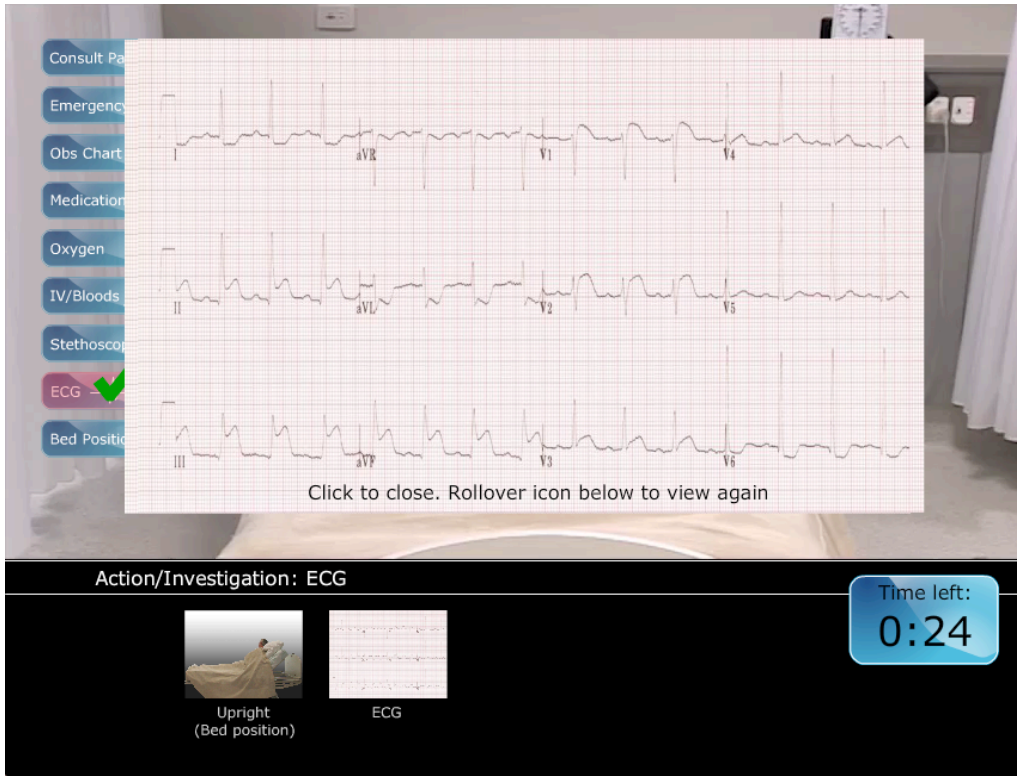 Consult Pa
Emergency
Obs Chart
Medication
Oxygen
IV/Bloods
Stethoscop
ECG
Bed Positio
I aVR V1 V4
II aVL V2 V5
III aVF V3 V6
Click to close. Rollover icon below to view again
Action/Investigation: ECG
Time left:
0:24
Upright
(Bed position)
ECG